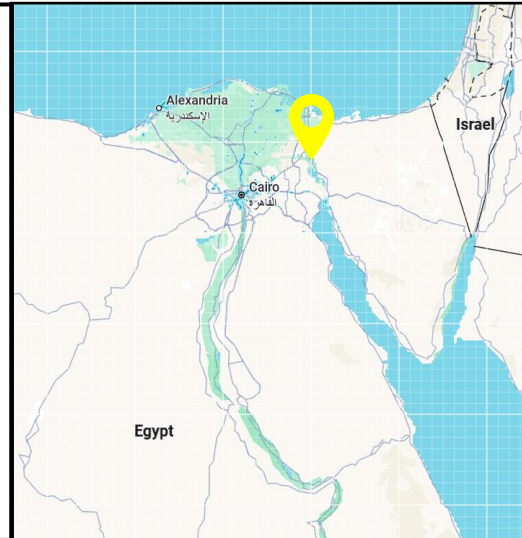 Alexandria
الإسكندرية
Israel
Cairo
القاهرة
Egypt